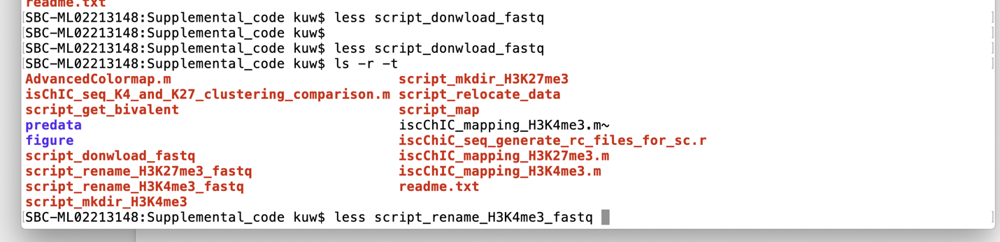 readme.txt
[SBC-ML02213148:Supplemental_code kuw$ less script_donwload_fastq ]
[SBC-ML02213148:Supplemental_code kuw$ ]
[SBC-ML02213148:Supplemental_code kuw$ less script_donwload_fastq ]
[SBC-ML02213148:Supplemental_code kuw$ ls -r -t ]
AdvancedColormap.m script_mkdir_H3K27me3
isChIC_seq_K4_and_K27_clustering_comparison.m script_relocate_data
script_get_bivalent script_map
predata iscChIC_mapping_H3K4me3.m~
figure iscChiC_seq_generate_rc_files_for_sc.r
script_donwload_fastq iscChIC_mapping_H3K27me3.m
script_rename_H3K27me3_fastq iscChIC_mapping_H3K4me3.m
script_rename_H3K4me3_fastq readme.txt
script_mkdir_H3K4me3
[SBC-ML02213148:Supplemental_code kuw$ less script_rename_H3K4me3_fastq ]